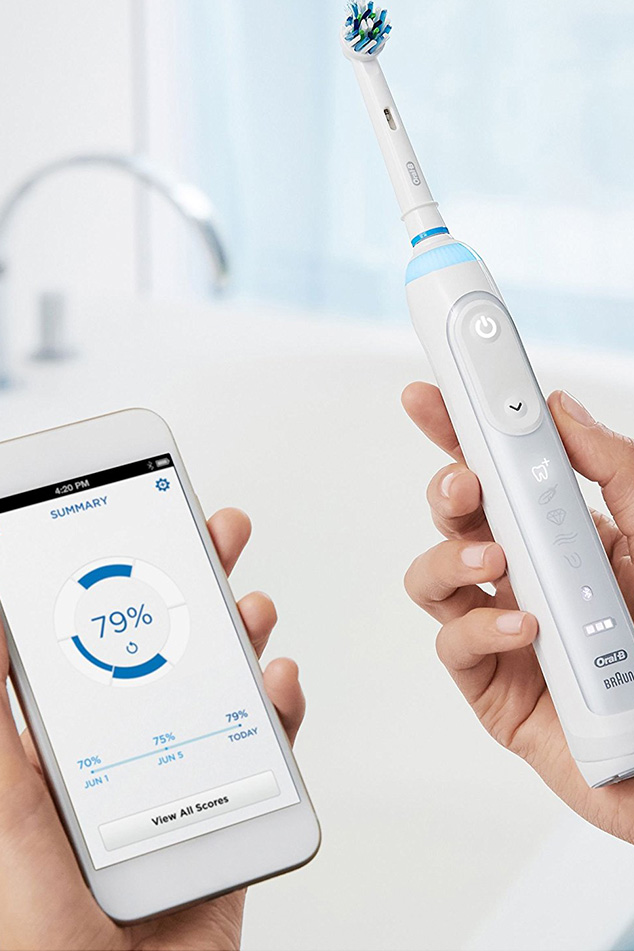 4:20 PM
SUMMARY
79%
70%
75%
79%
JUN 1
JUN 5
TODAY
View All Scores
Oral-B
Oral-B
BRAUN